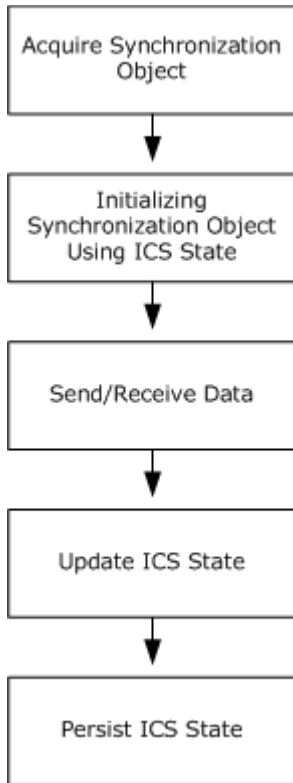 Acquire Synchronization
Object
Initializing
Synchronization Object
Using ICS State
Send/Receive Data
Update ICS State
Persist ICS State